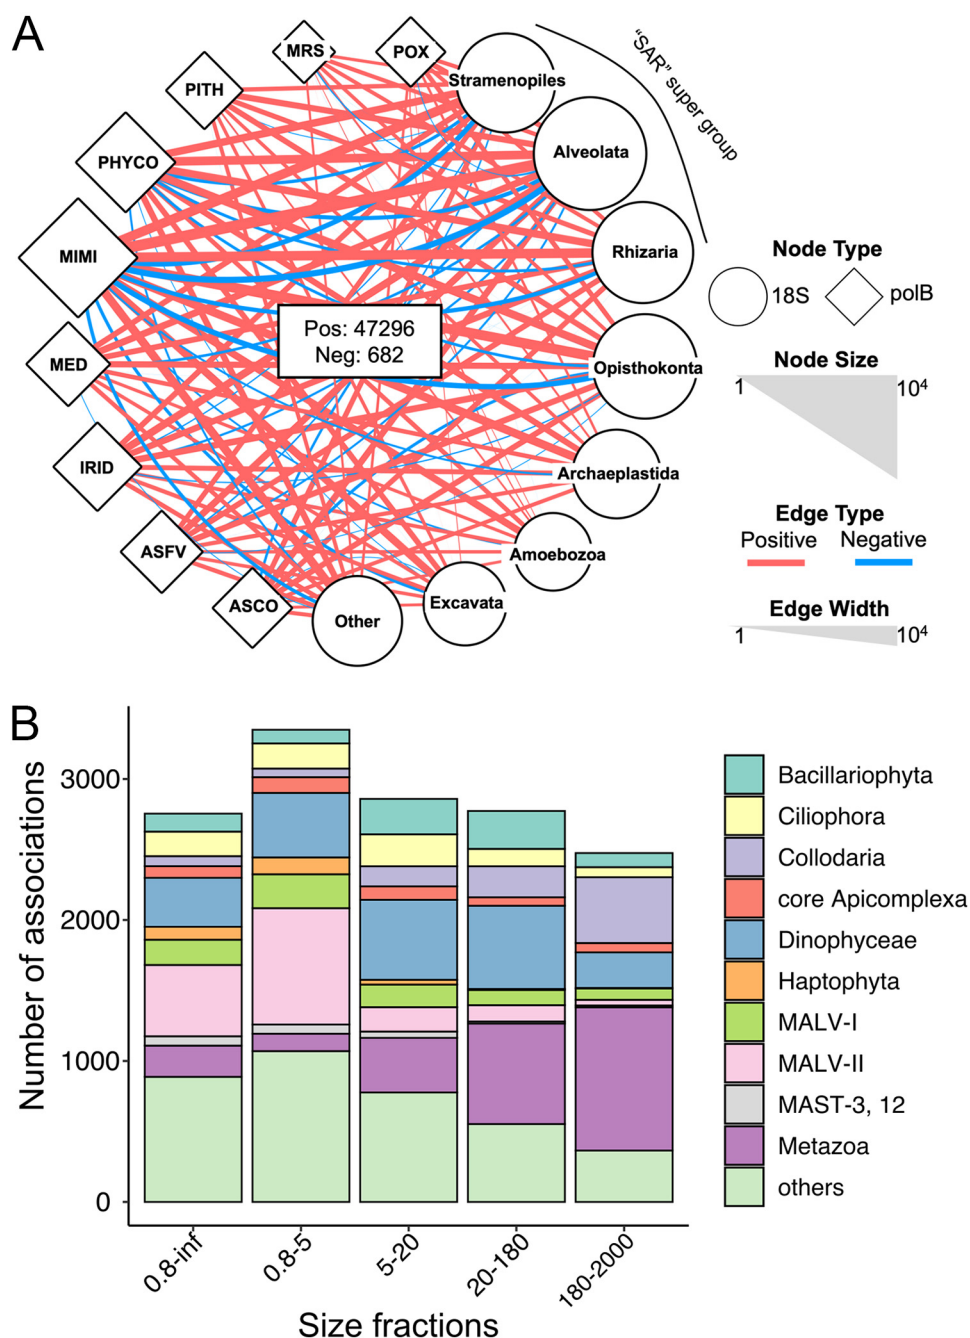 A
MRS
POX
"SAR" super group
Stramenopiles
PITH
Alveolata
PHYCO
Rhizaria
MIMI
Node Type
18S
polB
Pos: 47296
Neg: 682
MED
Opisthokonta
Node Size
1
10⁴
IRID
Archaeplastida
Edge Type
Positive
Negative
ASFV
Amoebozoa
ASCO
Other
Excavata
Edge Width
1
10⁴
B
Number of associations
3000
2000
1000
0
0.8-inf
0.8-5
5-20
20-180
180-2000
Size fractions
Bacillariophyta
Ciliophora
Collodaria
core Apicomplexa
Dinophyceae
Haptophyta
MALV-I
MALV-II
MAST-3, 12
Metazoa
others